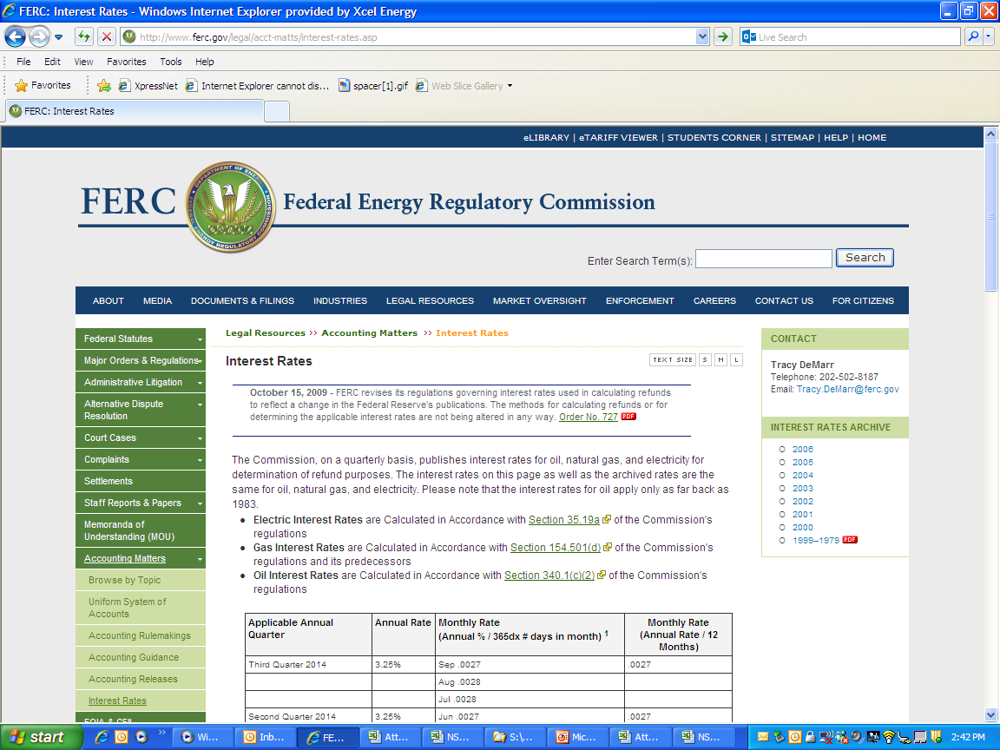 FERC: Interest Rates - Windows Internet Explorer provided by Xcel Energy
http://www.ferc.gov/legal/acct-matts/interest-rates.asp
Live Search
File Edit View Favorites Tools Help
Favorites XpressNet Internet Explorer cannot dis... spacer[1].gif Web Slice Gallery
FERC: Interest Rates
eLIBRARY | eTARIFF VIEWER | STUDENTS CORNER | SITEMAP | HELP | HOME
FERC Federal Energy Regulatory Commission
Enter Search Term(s): Search
ABOUT MEDIA DOCUMENTS & FILINGS INDUSTRIES LEGAL RESOURCES MARKET OVERSIGHT ENFORCEMENT CAREERS CONTACT US FOR CITIZENS
Federal Statutes
Major Orders & Regulations
Administrative Litigation
Alternative Dispute
Resolution
Court Cases
Complaints
Settlements
Staff Reports & Papers
Memoranda of
Understanding (MOU)
Accounting Matters
Browse by Topic
Uniform System of
Accounts
Accounting Rulemakings
Accounting Guidance
Accounting Releases
Interest Rates
Legal Resources >> Accounting Matters >> Interest Rates
Interest Rates
TEXT SIZE S M L
October 15, 2009 - FERC revises its regulations governing interest rates used in calculating refunds
to reflect a change in the Federal Reserve's publications. The methods for calculating refunds or for
determining the applicable interest rates are not being altered in any way. Order No. 727 PDF
The Commission, on a quarterly basis, publishes interest rates for oil, natural gas, and electricity for
determination of refund purposes. The interest rates on this page as well as the archived rates are the
same for oil, natural gas, and electricity. Please note that the interest rates for oil apply only as far back as
1983.
• Electric Interest Rates are Calculated in Accordance with Section 35.19a of the Commission's
regulations
• Gas Interest Rates are Calculated in Accordance with Section 154.501(d) of the Commission's
regulations and its predecessors
• Oil Interest Rates are Calculated in Accordance with Section 340.1(c)(2) of the Commission's
regulations
Applicable Annual Annual Rate Monthly Rate Monthly Rate
Quarter (Annual % / 365dx # days in month) 1 (Annual Rate / 12
Months)
Third Quarter 2014 3.25% Sep .0027 .0027
Aug .0028
Jul .0028
Second Quarter 2014 3.25% Jun .0027 .0027
CONTACT
Tracy DeMarr
Telephone: 202-502-8187
Email: Tracy.DeMarr@ferc.gov
INTEREST RATES ARCHIVE
2006
2005
2004
2003
2002
2001
2000
1999–1979 PDF
start Wi... Inb... FE... Att... NS... S:\... Mic... Att... NS... 2:42 PM